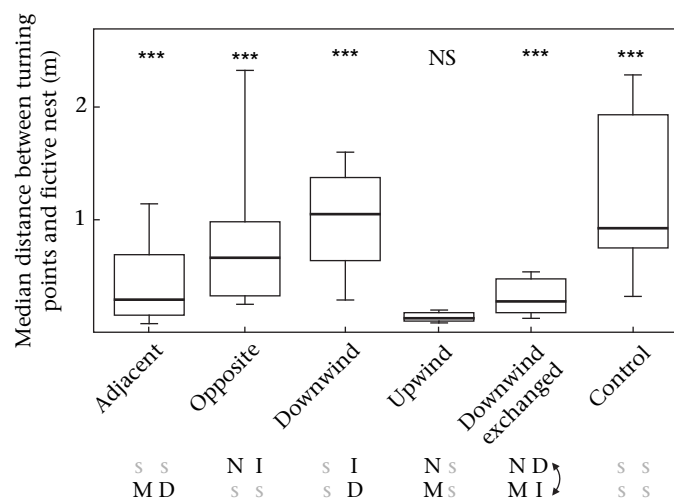 Median distance between turning
points and fictive nest (m)
*** *** *** NS *** ***
2
1
Adjacent
Opposite
Downwind
Upwind
Downwind
exchanged
Control
S S N I S I N S N D S S
M D S S S D M S M I S S